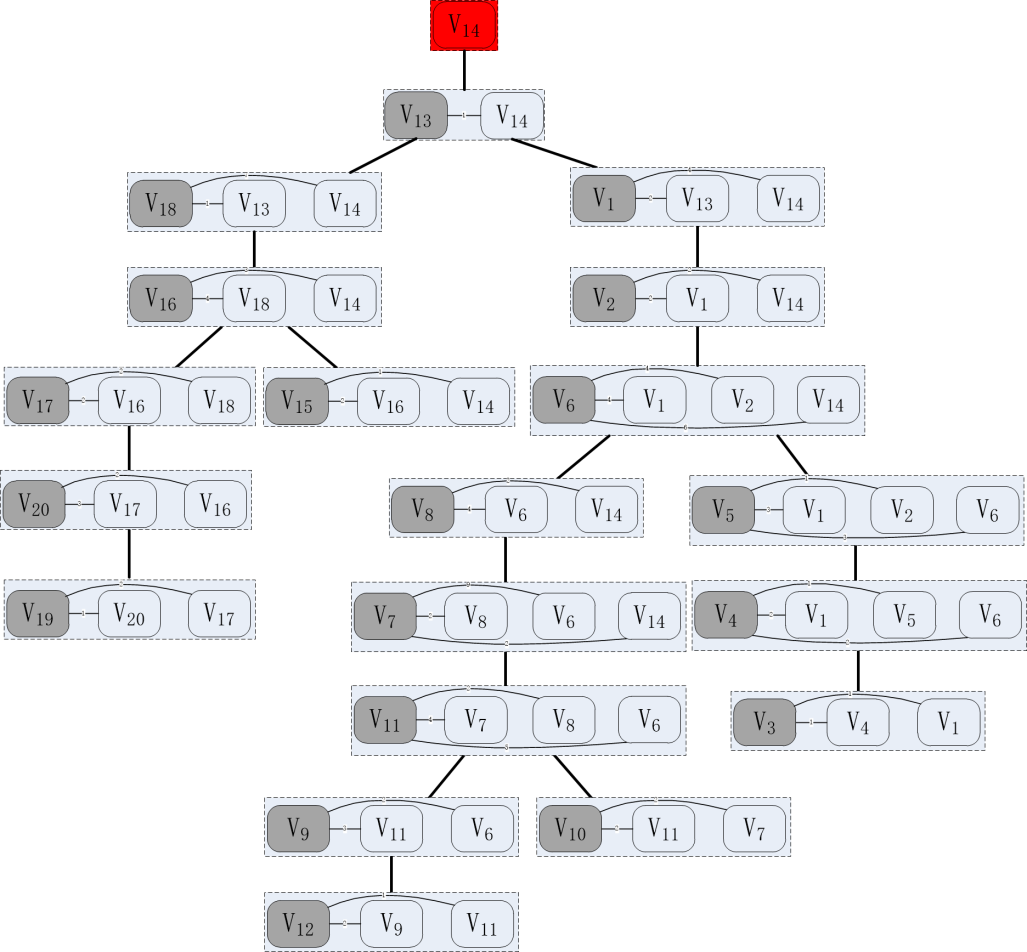 V14
V13 V14
V18 V13 V14
V1 V13 V14
V16 V18 V14
V2 V1 V14
V17 V16 V18
V15 V16 V14
V6 V1 V2 V14
V20 V17 V16
V8 V6 V14
V5 V1 V2 V6
V19 V20 V17
V7 V8 V6 V14
V4 V1 V5 V6
V11 V7 V8 V6
V3 V4 V1
V9 V11 V6
V10 V11 V7
V12 V9 V11